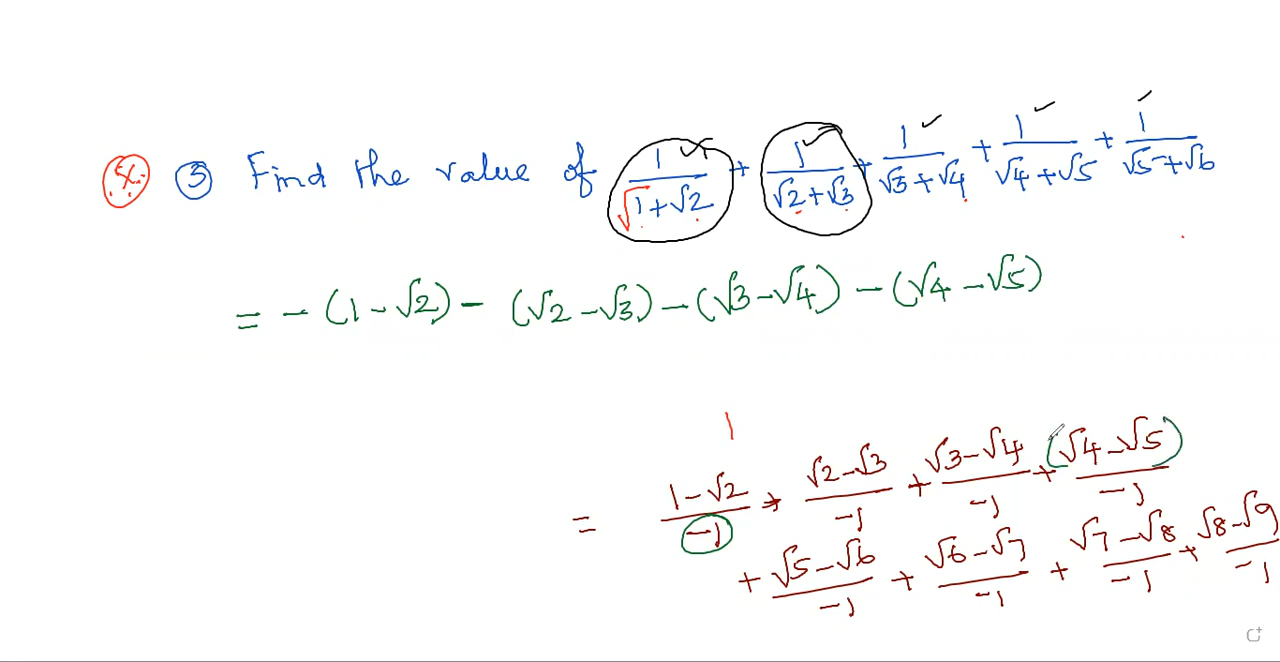 ③ Find the value of 1/(√1+√2) + 1/(√2+√3) + 1/(√3+√4) + 1/(√4+√5) + 1/(√5+√6)
= - (1-√2) - (√2-√3) - (√3-√4) - (√4-√5)
1
= (1-√2)/-1 + (√2-√3)/-1 + (√3-√4)/-1 + (√4-√5)/-1
+ (√5-√6)/-1 + (√6-√7)/-1 + (√7-√8)/-1 + (√8-√9)/-1